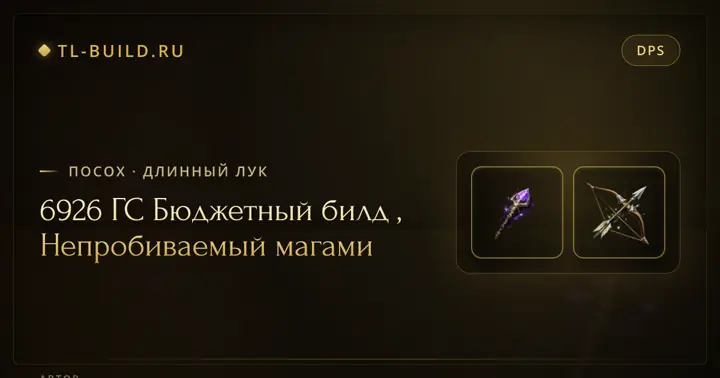 TL-BUILD.RU
DPS
ПОСОХ · ДЛИННЫЙ ЛУК
6926 ГС Бюджетный билд ,
Непробиваемый магами